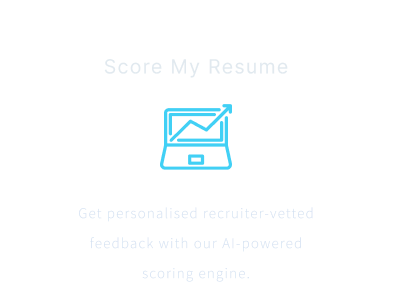 Score My Resume
Get personalised recruiter-vetted
feedback with our AI-powered
scoring engine.